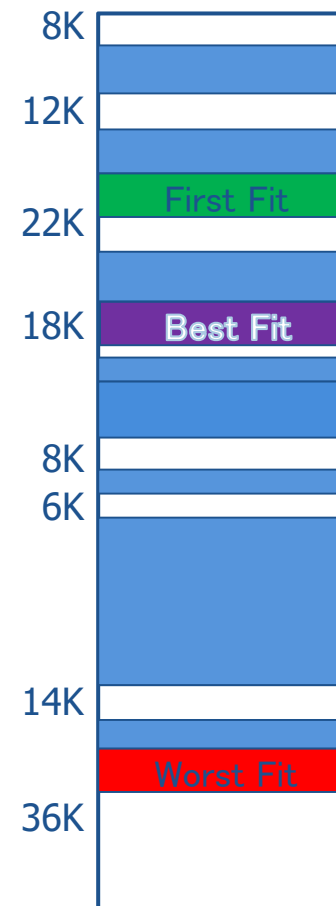 8K
12K
First Fit
22K
18K
Best Fit
8K
6K
14K
Worst Fit
36K